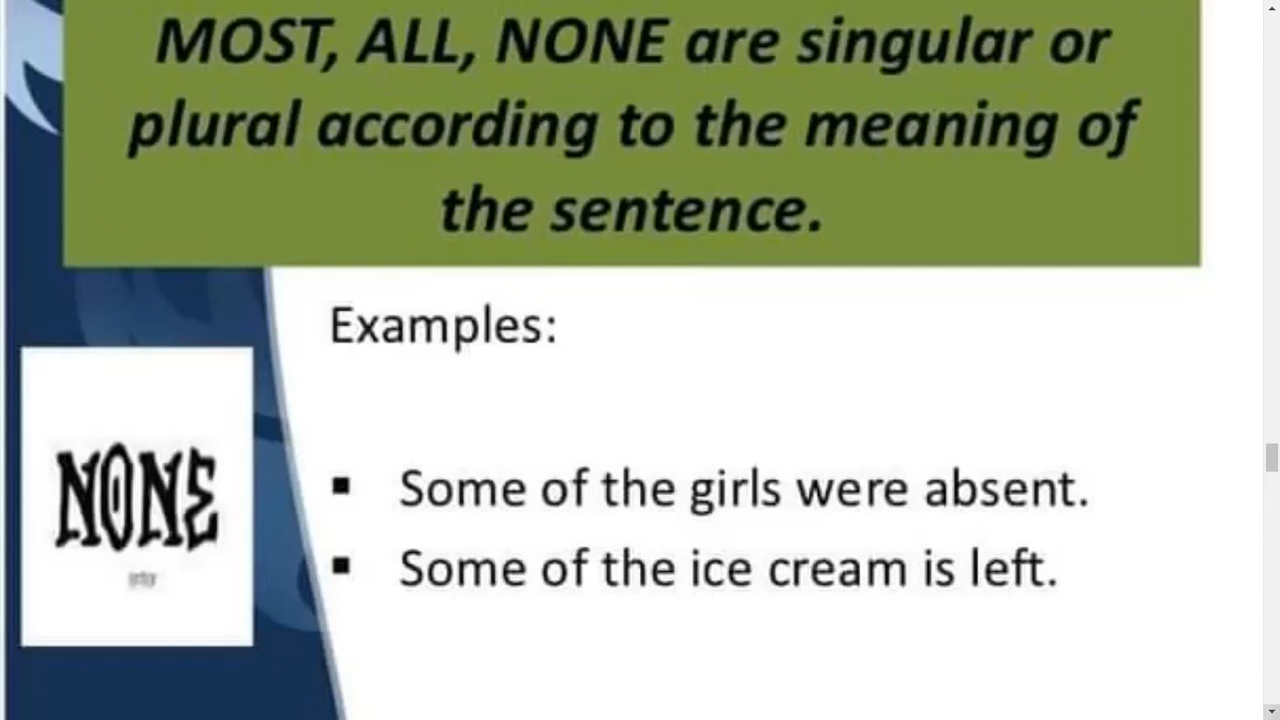 MOST, ALL, NONE are singular or
plural according to the meaning of
the sentence.
Examples:
NONE
▪ Some of the girls were absent.
▪ Some of the ice cream is left.